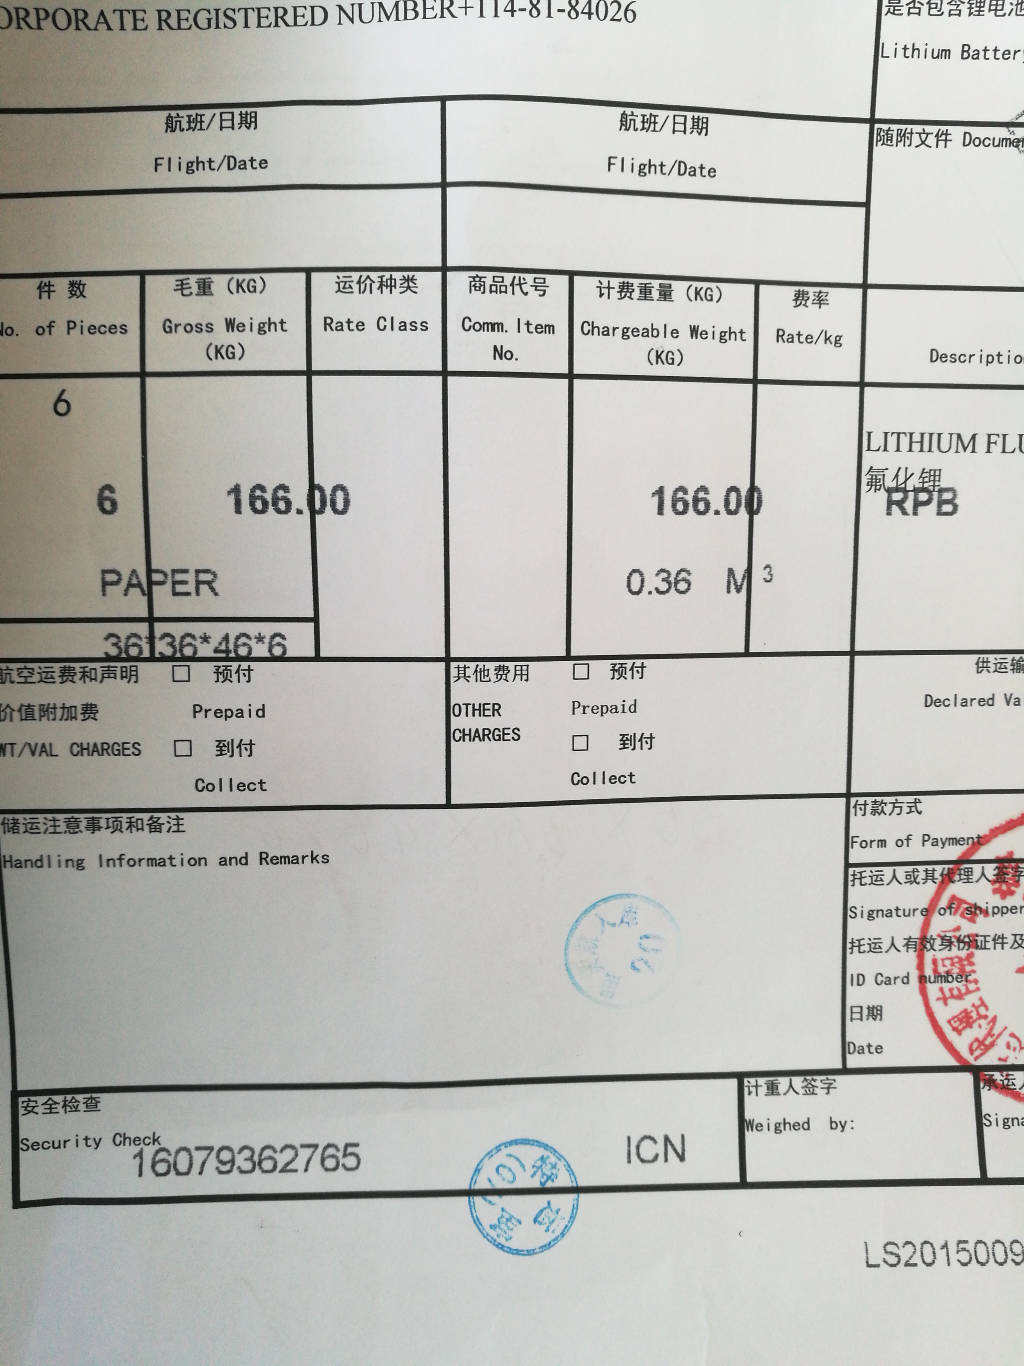 ORPORATE REGISTERED NUMBER+114-81-84026
是否包含锂电池
Lithium Battery
航班/日期
Flight/Date
航班/日期
Flight/Date
随附文件 Docume
件 数
No. of Pieces
毛重 (KG)
Gross Weight
(KG)
运价种类
Rate Class
商品代号
Comm. Item
No.
计费重量 (KG)
Chargeable Weight
(KG)
费率
Rate/kg
Descriptio
6
6
166.00
166.00
LITHIUM FLU
氟化锂
RPB
PAPER
0.36 M 3
36*36*46*6
航空运费和声明
价值附加费
WT/VAL CHARGES
□ 预付
Prepaid
□ 到付
Collect
其他费用
OTHER
CHARGES
□ 预付
Prepaid
□ 到付
Collect
供运输
Declared Va
储运注意事项和备注
Handling Information and Remarks
付款方式
Form of Payment
托运人或其代理人签字
Signature of shipper
托运人有效身份证件及
ID Card number
日期
Date
安全检查
Security Check
16079362765
ICN
计重人签字
Weighed by:
承运人
Signa
LS2015009